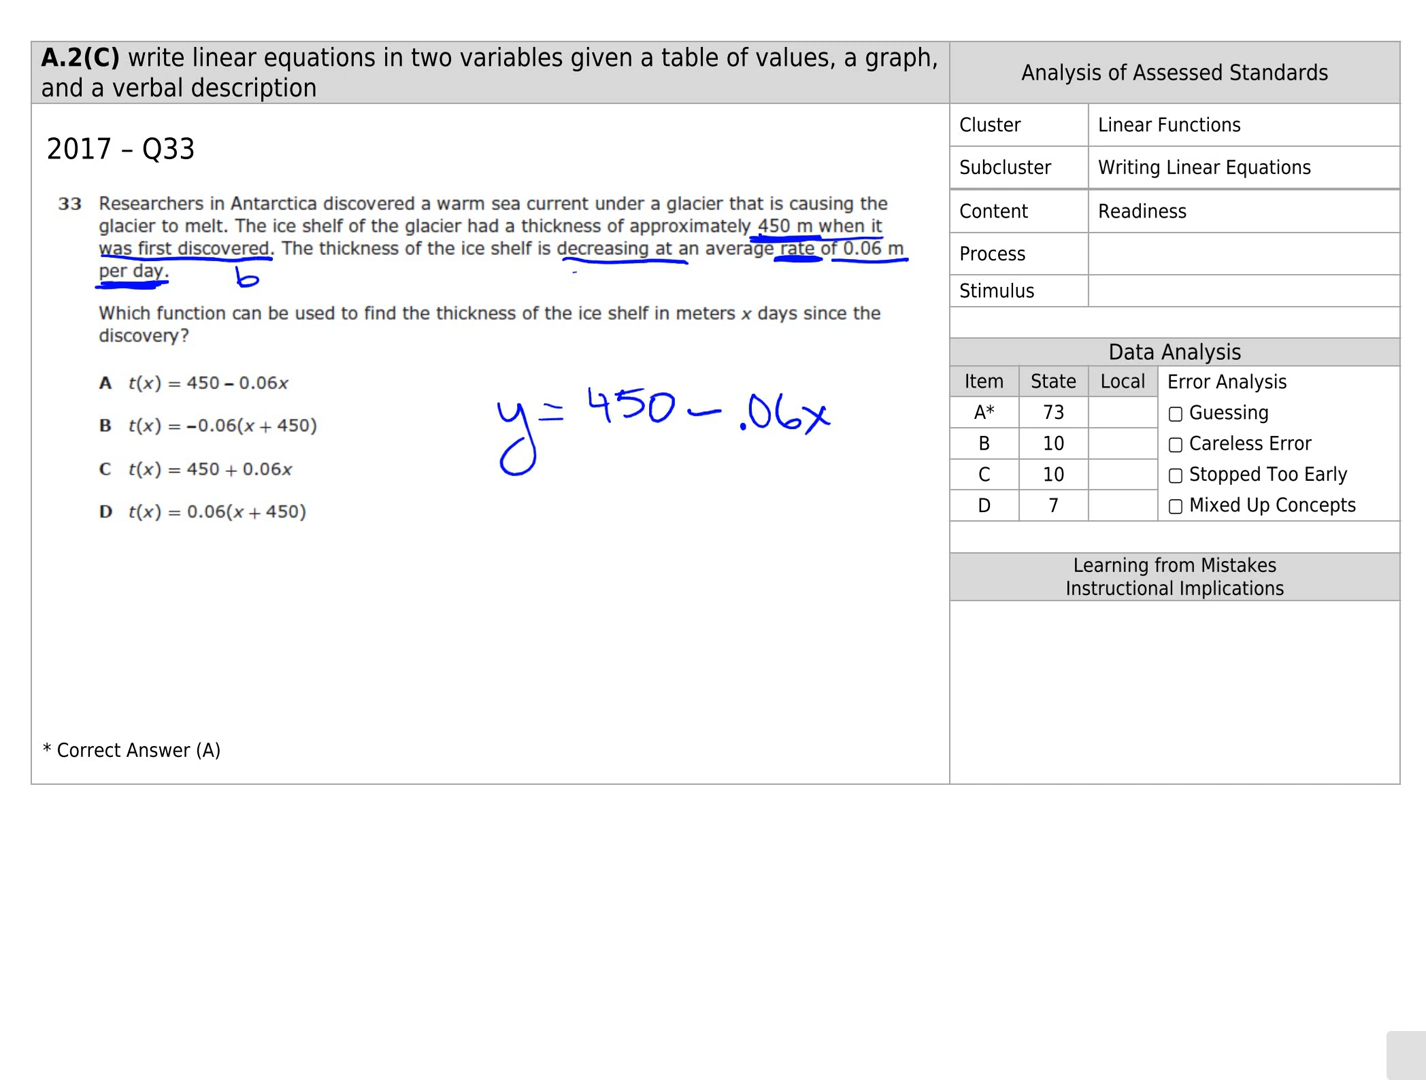 A.2(C) write linear equations in two variables given a table of values, a graph,
and a verbal description
2017 – Q33
33 Researchers in Antarctica discovered a warm sea current under a glacier that is causing the
glacier to melt. The ice shelf of the glacier had a thickness of approximately 450 m when it
was first discovered. The thickness of the ice shelf is decreasing at an average rate of 0.06 m
per day.
b
Which function can be used to find the thickness of the ice shelf in meters x days since the
discovery?
A t(x) = 450 – 0.06x
B t(x) = –0.06(x + 450)
C t(x) = 450 + 0.06x
D t(x) = 0.06(x + 450)
y = 450 – .06x
* Correct Answer (A)
Analysis of Assessed Standards
Cluster Linear Functions
Subcluster Writing Linear Equations
Content Readiness
Process
Stimulus
Data Analysis
Item State Local Error Analysis
A* 73 ▢ Guessing
B 10 ▢ Careless Error
C 10 ▢ Stopped Too Early
D 7 ▢ Mixed Up Concepts
Learning from Mistakes
Instructional Implications